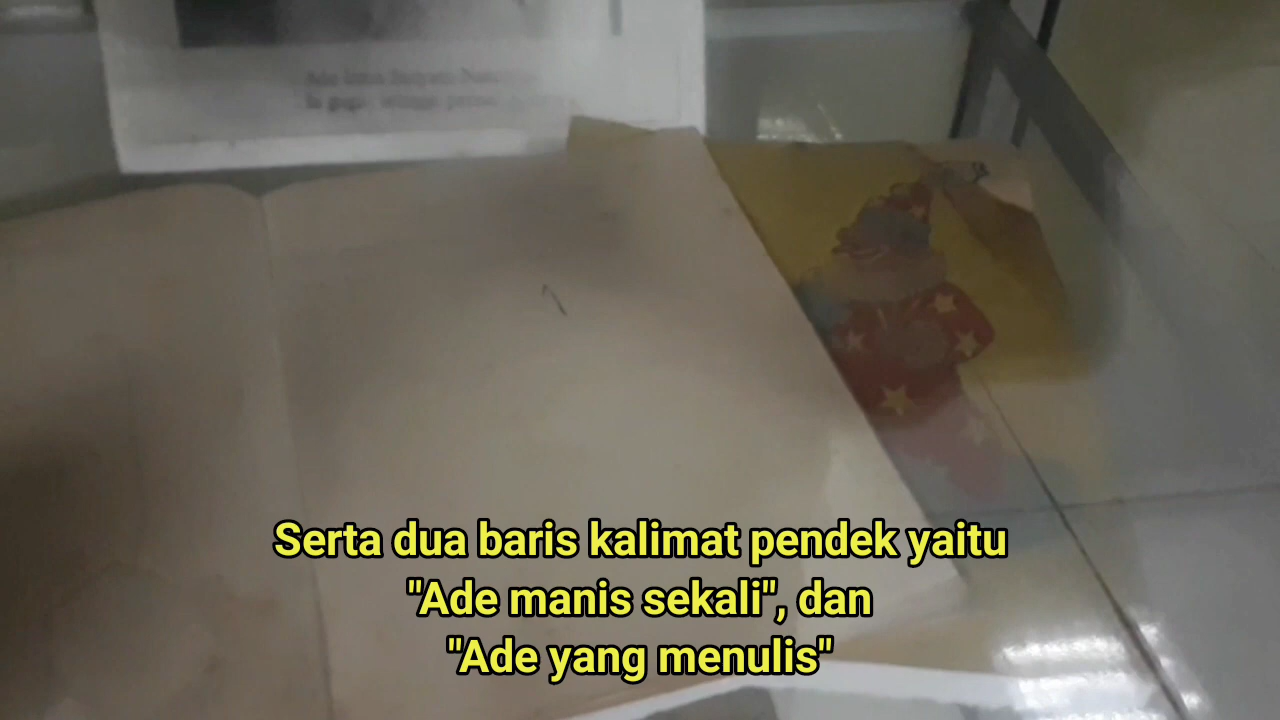 Serta dua baris kalimat pendek yaitu
"Ade manis sekali", dan
"Ade yang menulis"